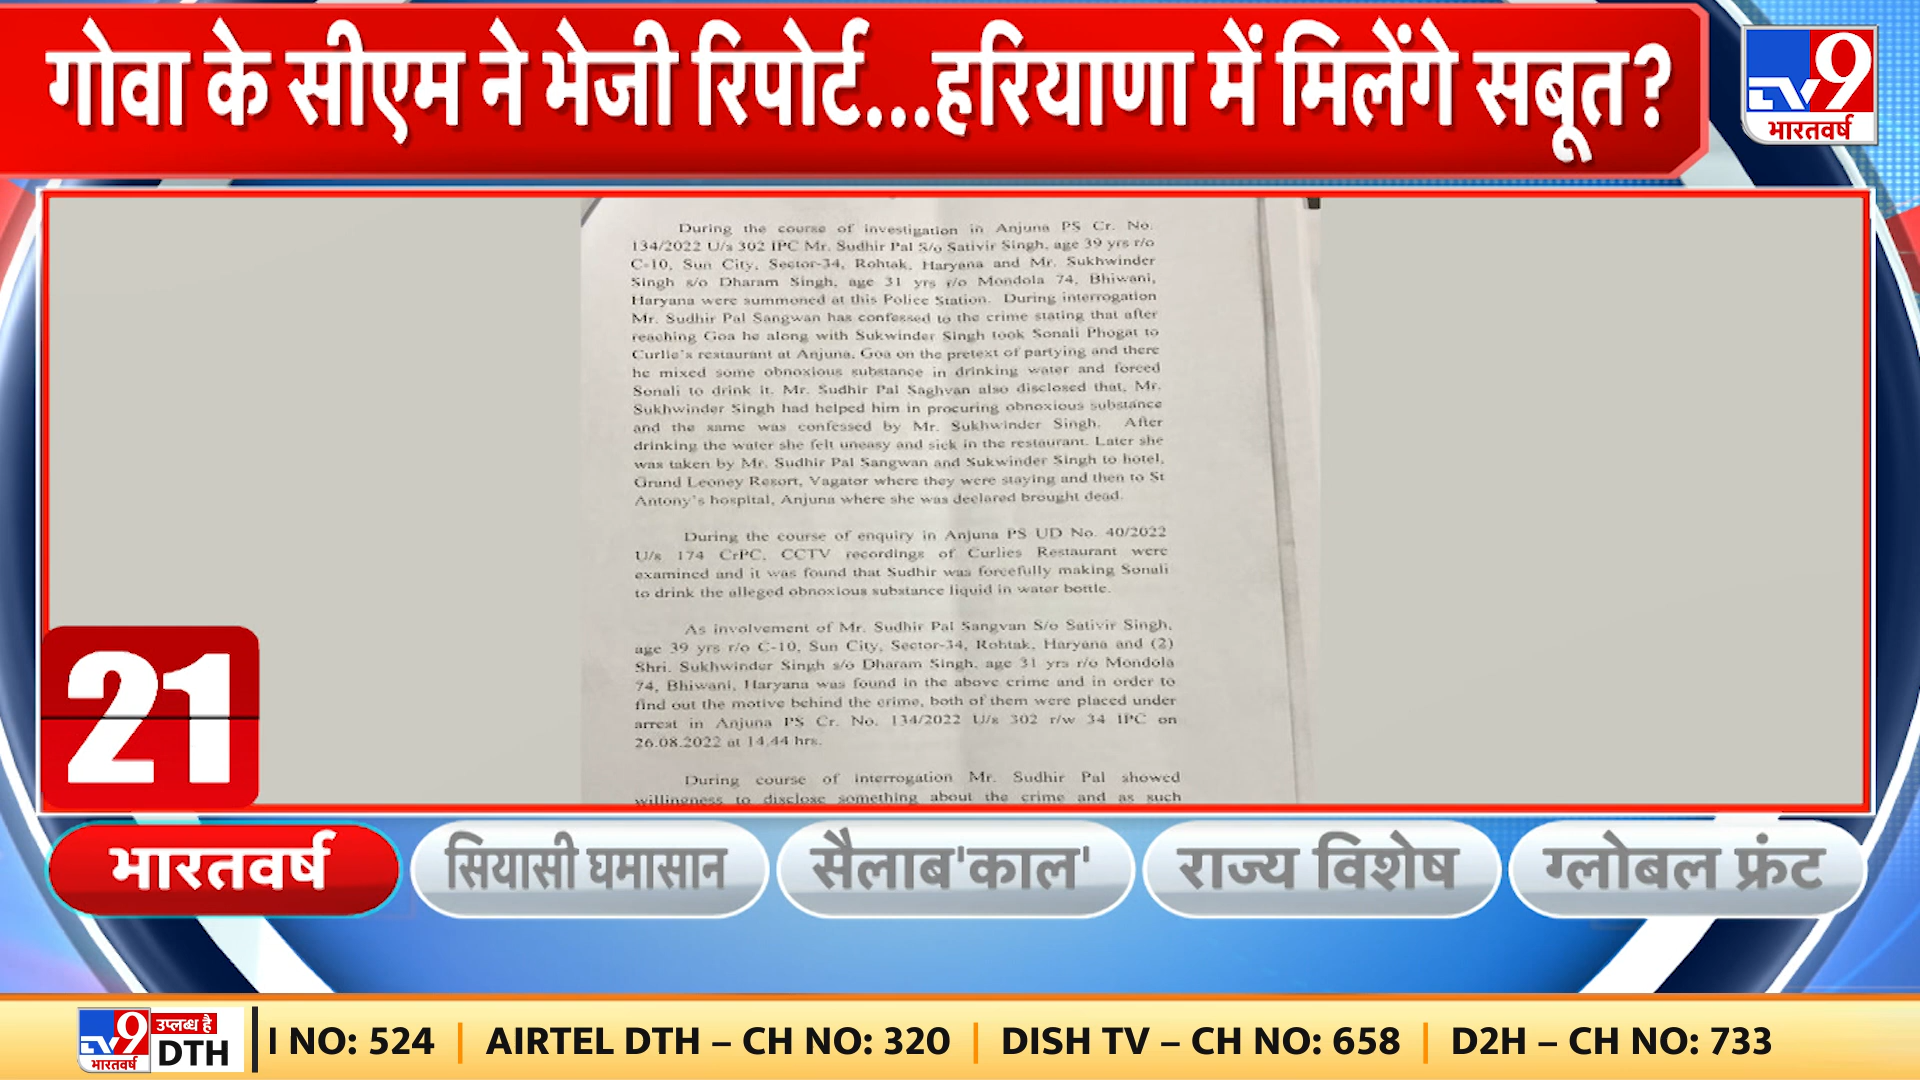 गोवा के सीएम ने भेजी रिपोर्ट...हरियाणा में मिलेंगे सबूत?
TV9
भारतवर्ष
During the course of investigation in Anjuna PS Cr. No.
134/2022 U/s 302 IPC Mr. Sudhir Pal S/o Sativir Singh, age 39 yrs r/o
C-10, Sun City, Sector-34, Rohtak, Haryana and Mr. Sukhwinder
Singh s/o Dharam Singh, age 31 yrs r/o Mondola 74, Bhiwani,
Haryana were summoned at this Police Station. During interrogation
Mr. Sudhir Pal Sangwan has confessed to the crime stating that after
reaching Goa he along with Sukwinder Singh took Sonali Phogat to
Curlie's restaurant at Anjuna, Goa on the pretext of partying and there
he mixed some obnoxious substance in drinking water and forced
Sonali to drink it. Mr. Sudhir Pal Saghvan also disclosed that, Mr.
Sukhwinder Singh had helped him in procuring obnoxious substance
and the same was confessed by Mr. Sukhwinder Singh. After
drinking the water she felt uneasy and sick in the restaurant. Later she
was taken by Mr. Sudhir Pal Sangwan and Sukwinder Singh to hotel,
Grand Leoney Resort, Vagator where they were staying and then to St
Antony's hospital, Anjuna where she was declared brought dead.
During the course of enquiry in Anjuna PS UD No. 40/2022
U/s 174 CrPC, CCTV recordings of Curlies Restaurant were
examined and it was found that Sudhir was forcefully making Sonali
to drink the alleged obnoxious substance liquid in water bottle.
As involvement of Mr. Sudhir Pal Sangvan S/o Sativir Singh,
age 39 yrs r/o C-10, Sun City, Sector-34, Rohtak, Haryana and (2)
Shri. Sukhwinder Singh s/o Dharam Singh, age 31 yrs r/o Mondola
74, Bhiwani, Haryana was found in the above crime and in order to
find out the motive behind the crime, both of them were placed under
arrest in Anjuna PS Cr. No. 134/2022 U/s 302 r/w 34 IPC on
26.08.2022 at 14.44 hrs.
During course of interrogation Mr. Sudhir Pal showed
willingness to disclose something about the crime and as such
21
भारतवर्ष
सियासी घमासान
सैलाब'काल'
राज्य विशेष
ग्लोबल फ्रंट
TV9 भारतवर्ष उपलब्ध है DTH
NO: 524 | AIRTEL DTH – CH NO: 320 | DISH TV – CH NO: 658 | D2H – CH NO: 733